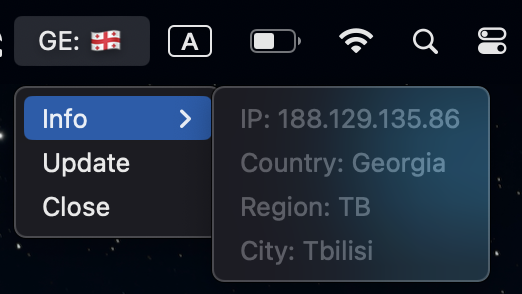 GE: 🇬🇪
A
Info
Update
Close
IP: 188.129.135.86
Country: Georgia
Region: TB
City: Tbilisi